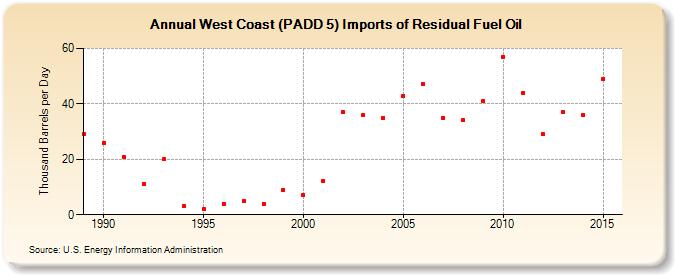 Annual West Coast (PADD 5) Imports of Residual Fuel Oil
Thousand Barrels per Day
60
40
20
0
1990 1995 2000 2005 2010 2015
Source: U.S. Energy Information Administration